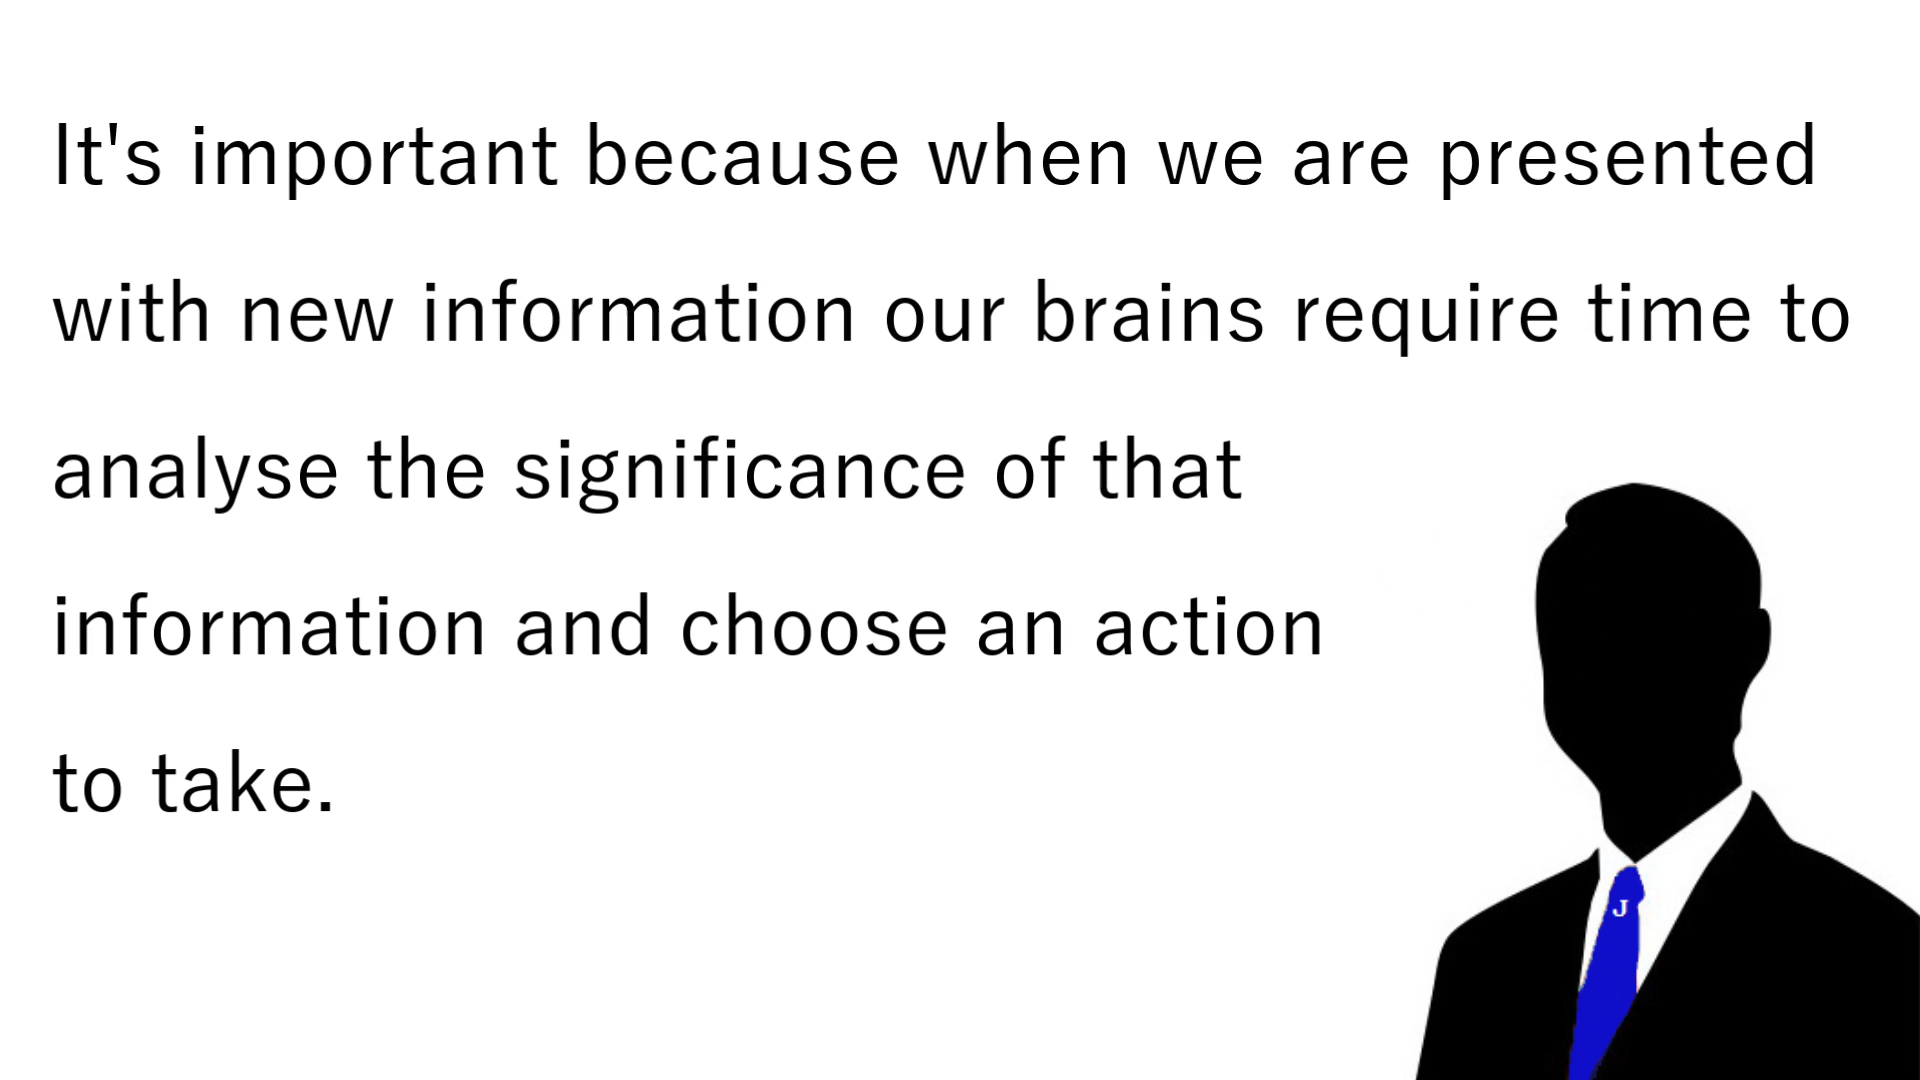 It's important because when we are presented
with new information our brains require time to
analyse the significance of that
information and choose an action
to take.
J